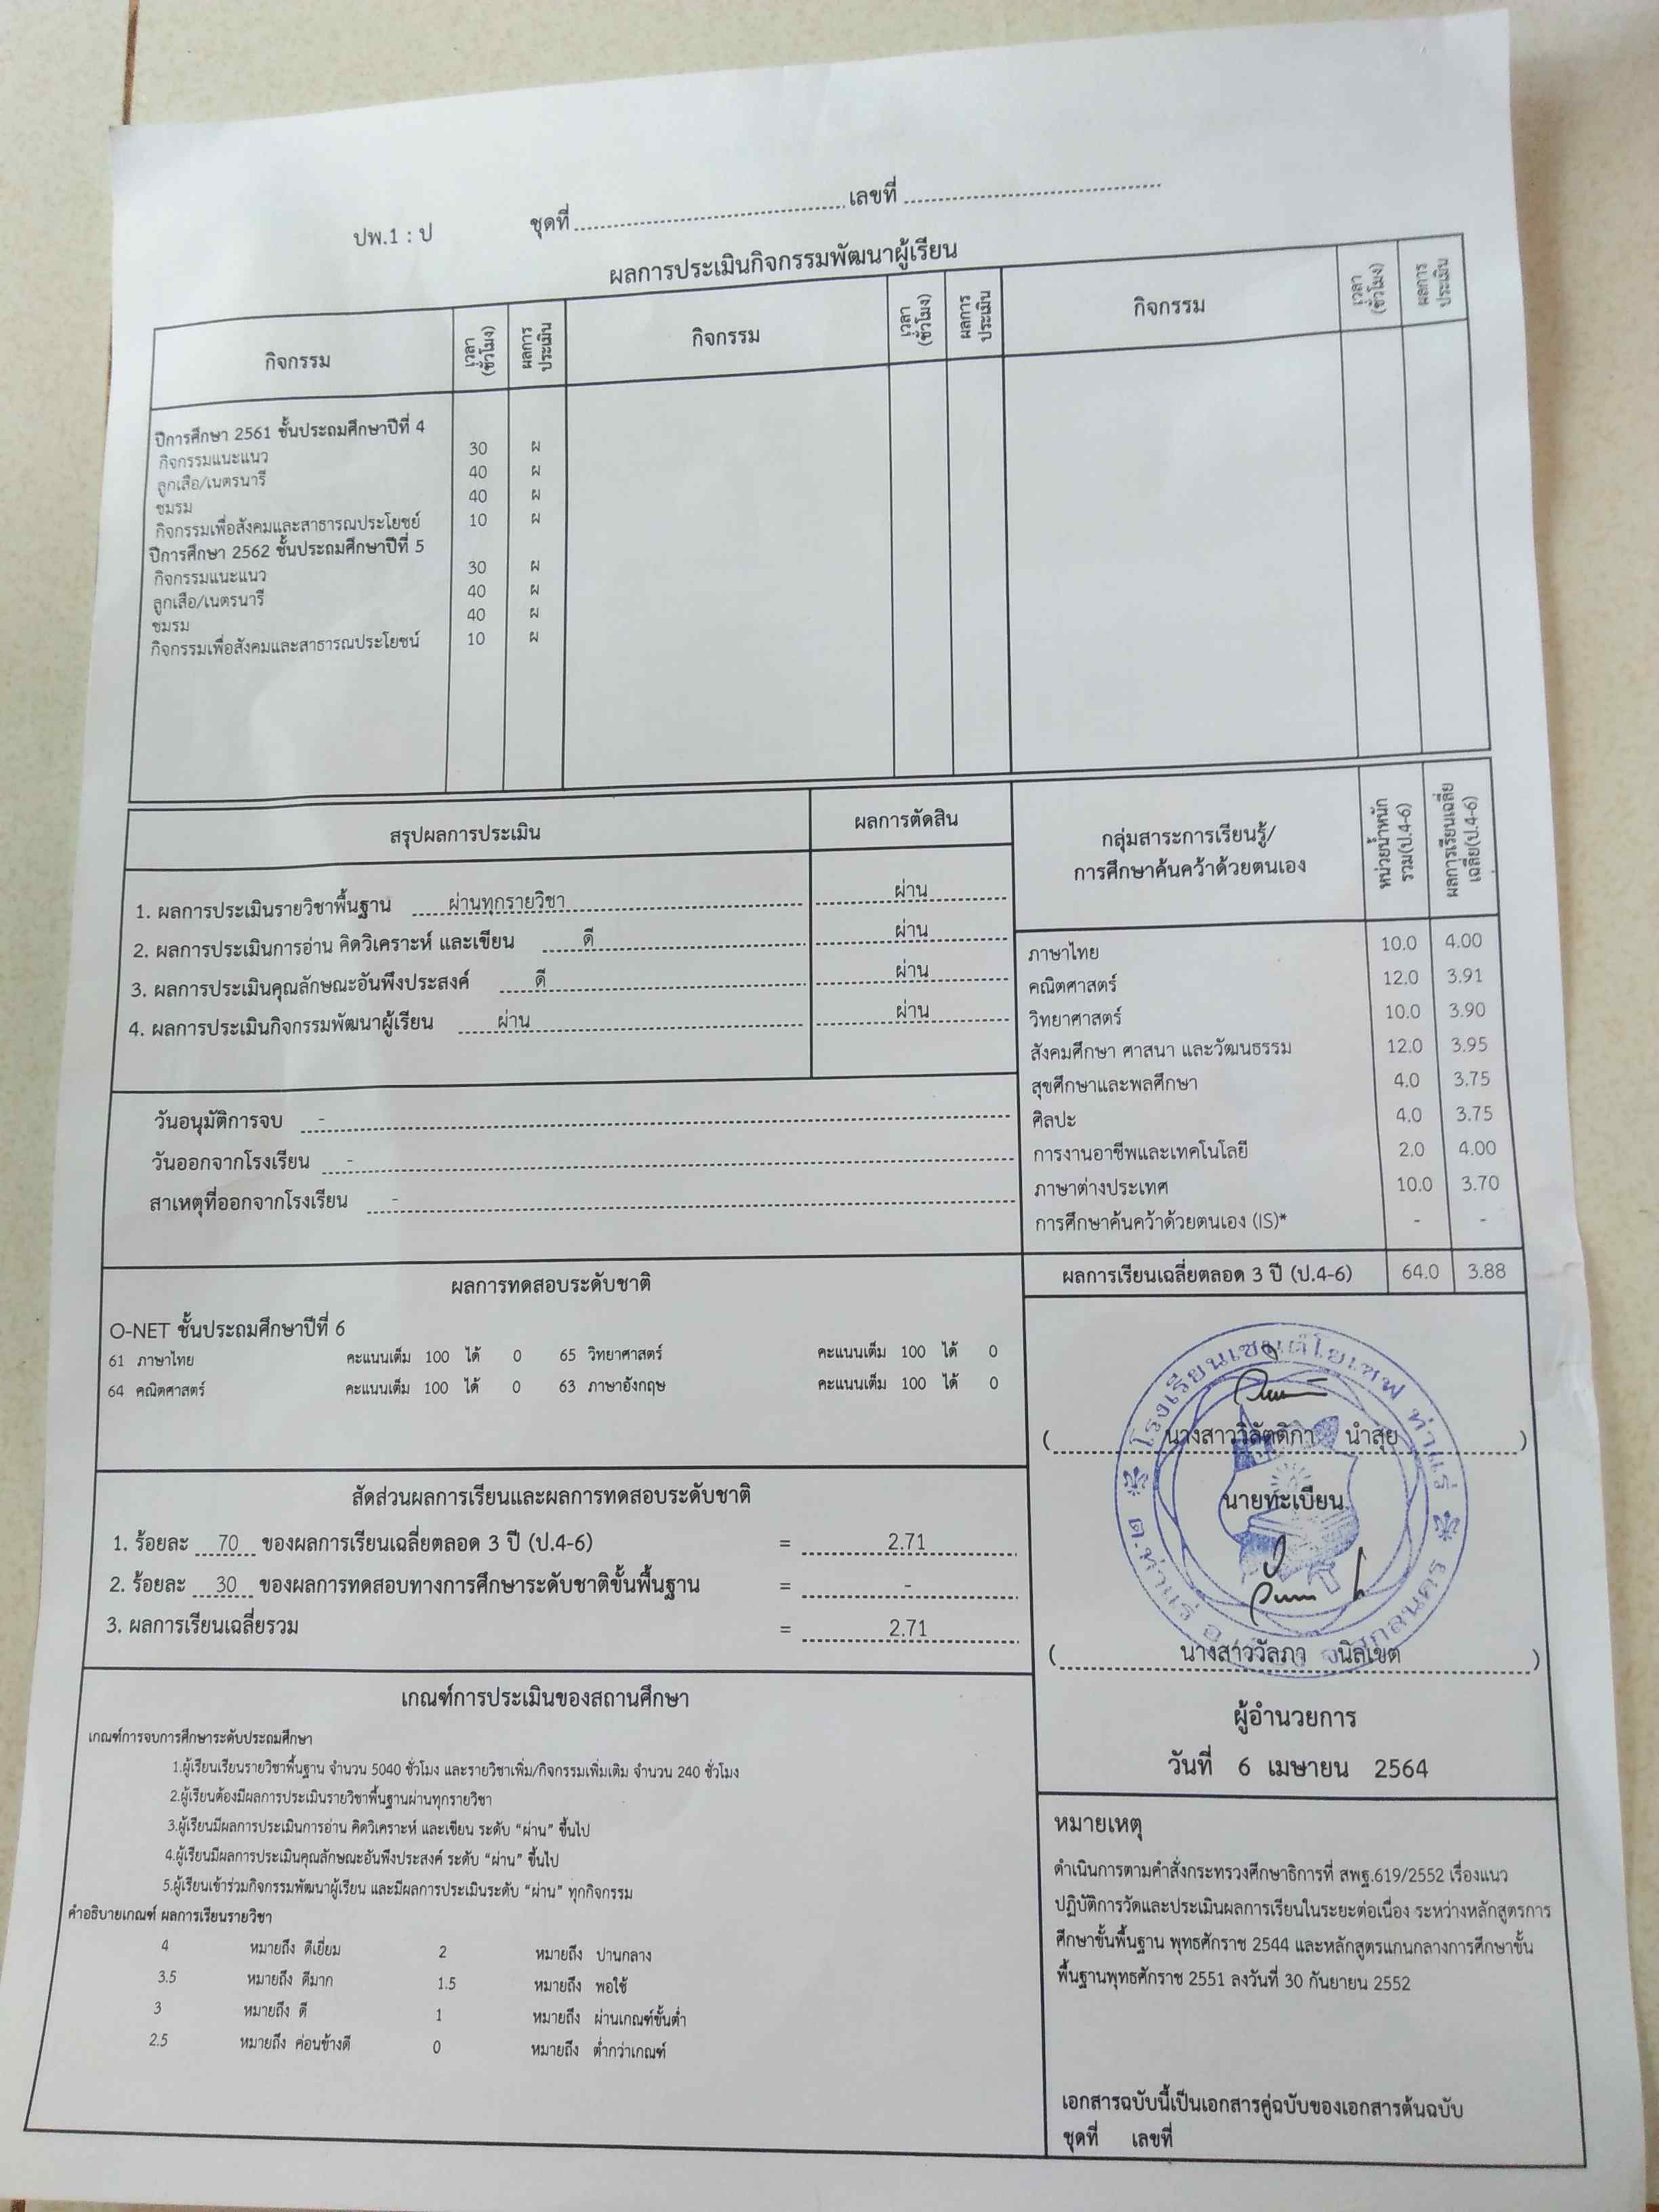 ปพ.1 : ป ชุดที่ เลขที่
ผลการประเมินกิจกรรมพัฒนาผู้เรียน
กิจกรรม เวลา (ชั่วโมง) ผลการประเมิน กิจกรรม เวลา (ชั่วโมง) ผลการประเมิน กิจกรรม เวลา (ชั่วโมง) ผลการประเมิน
ปีการศึกษา 2561 ชั้นประถมศึกษาปีที่ 4
กิจกรรมแนะแนว 30 ผ
ลูกเสือ/เนตรนารี 40 ผ
ชมรม 40 ผ
กิจกรรมเพื่อสังคมและสาธารณประโยชย์ 10 ผ
ปีการศึกษา 2562 ชั้นประถมศึกษาปีที่ 5
กิจกรรมแนะแนว 30 ผ
ลูกเสือ/เนตรนารี 40 ผ
ชมรม 40 ผ
กิจกรรมเพื่อสังคมและสาธารณประโยชน์ 10 ผ
สรุปผลการประเมิน ผลการตัดสิน
1. ผลการประเมินรายวิชาพื้นฐาน ผ่านทุกรายวิชา ผ่าน
2. ผลการประเมินการอ่าน คิดวิเคราะห์ และเขียน ดี ผ่าน
3. ผลการประเมินคุณลักษณะอันพึงประสงค์ ดี ผ่าน
4. ผลการประเมินกิจกรรมพัฒนาผู้เรียน ผ่าน ผ่าน
วันอนุมัติการจบ -
วันออกจากโรงเรียน -
สาเหตุที่ออกจากโรงเรียน -
กลุ่มสาระการเรียนรู้/
การศึกษาค้นคว้าด้วยตนเอง
หน่วยน้ำหนักรวม(ป.4-6) ผลการเรียนเฉลี่ยเฉลี่ย(ป.4-6)
ภาษาไทย 10.0 4.00
คณิตศาสตร์ 12.0 3.91
วิทยาศาสตร์ 10.0 3.90
สังคมศึกษา ศาสนา และวัฒนธรรม 12.0 3.95
สุขศึกษาและพลศึกษา 4.0 3.75
ศิลปะ 4.0 3.75
การงานอาชีพและเทคโนโลยี 2.0 4.00
ภาษาต่างประเทศ 10.0 3.70
การศึกษาค้นคว้าด้วยตนเอง (IS)* - -
ผลการเรียนเฉลี่ยตลอด 3 ปี (ป.4-6) 64.0 3.88
ผลการทดสอบระดับชาติ
O-NET ชั้นประถมศึกษาปีที่ 6
61 ภาษาไทย คะแนนเต็ม 100 ได้ 0 65 วิทยาศาสตร์ คะแนนเต็ม 100 ได้ 0
64 คณิตศาสตร์ คะแนนเต็ม 100 ได้ 0 63 ภาษาอังกฤษ คะแนนเต็ม 100 ได้ 0
สัดส่วนผลการเรียนและผลการทดสอบระดับชาติ
1. ร้อยละ 70 ของผลการเรียนเฉลี่ยตลอด 3 ปี (ป.4-6) = 2.71
2. ร้อยละ 30 ของผลการทดสอบทางการศึกษาระดับชาติขั้นพื้นฐาน = -
3. ผลการเรียนเฉลี่ยรวม = 2.71
โรงเรียนเซนต์โยเซฟ ท่าแร่
ต.ท่าแร่ อ. จ.สกลนคร
(นางสาววิลัตติกา นำสุย)
นายทะเบียน
(นางสาววัลภา นิลเขต)
ผู้อำนวยการ
วันที่ 6 เมษายน 2564
เกณฑ์การประเมินของสถานศึกษา
เกณฑ์การจบการศึกษาระดับประถมศึกษา
1.ผู้เรียนเรียนรายวิชาพื้นฐาน จำนวน 5040 ชั่วโมง และรายวิชาเพิ่ม/กิจกรรมเพิ่มเติม จำนวน 240 ชั่วโมง
2.ผู้เรียนต้องมีผลการประเมินรายวิชาพื้นฐานผ่านทุกรายวิชา
3.ผู้เรียนมีผลการประเมินการอ่าน คิดวิเคราะห์ และเขียน ระดับ “ผ่าน” ขึ้นไป
4.ผู้เรียนมีผลการประเมินคุณลักษณะอันพึงประสงค์ ระดับ “ผ่าน” ขึ้นไป
5.ผู้เรียนเข้าร่วมกิจกรรมพัฒนาผู้เรียน และมีผลการประเมินระดับ “ผ่าน” ทุกกิจกรรม
คำอธิบายเกณฑ์ ผลการเรียนรายวิชา
4 หมายถึง ดีเยี่ยม 2 หมายถึง ปานกลาง
3.5 หมายถึง ดีมาก 1.5 หมายถึง พอใช้
3 หมายถึง ดี 1 หมายถึง ผ่านเกณฑ์ขั้นต่ำ
2.5 หมายถึง ค่อนข้างดี 0 หมายถึง ต่ำกว่าเกณฑ์
หมายเหตุ
ดำเนินการตามคำสั่งกระทรวงศึกษาธิการที่ สพฐ.619/2552 เรื่องแนว
ปฏิบัติการวัดและประเมินผลการเรียนในระยะต่อเนื่อง ระหว่างหลักสูตรการ
ศึกษาขั้นพื้นฐาน พุทธศักราช 2544 และหลักสูตรแกนกลางการศึกษาขั้น
พื้นฐานพุทธศักราช 2551 ลงวันที่ 30 กันยายน 2552
เอกสารฉบับนี้เป็นเอกสารคู่ฉบับของเอกสารต้นฉบับ
ชุดที่ เลขที่